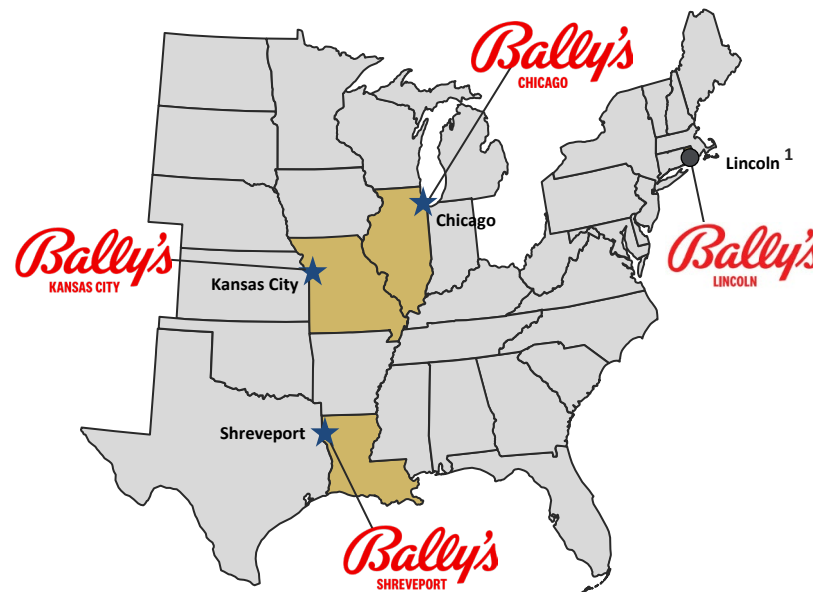 Bally's
CHICAGO
Lincoln 1
Chicago
Bally's
KANSAS CITY
Kansas City
Bally's
LINCOLN
Shreveport
Bally's
SHREVEPORT